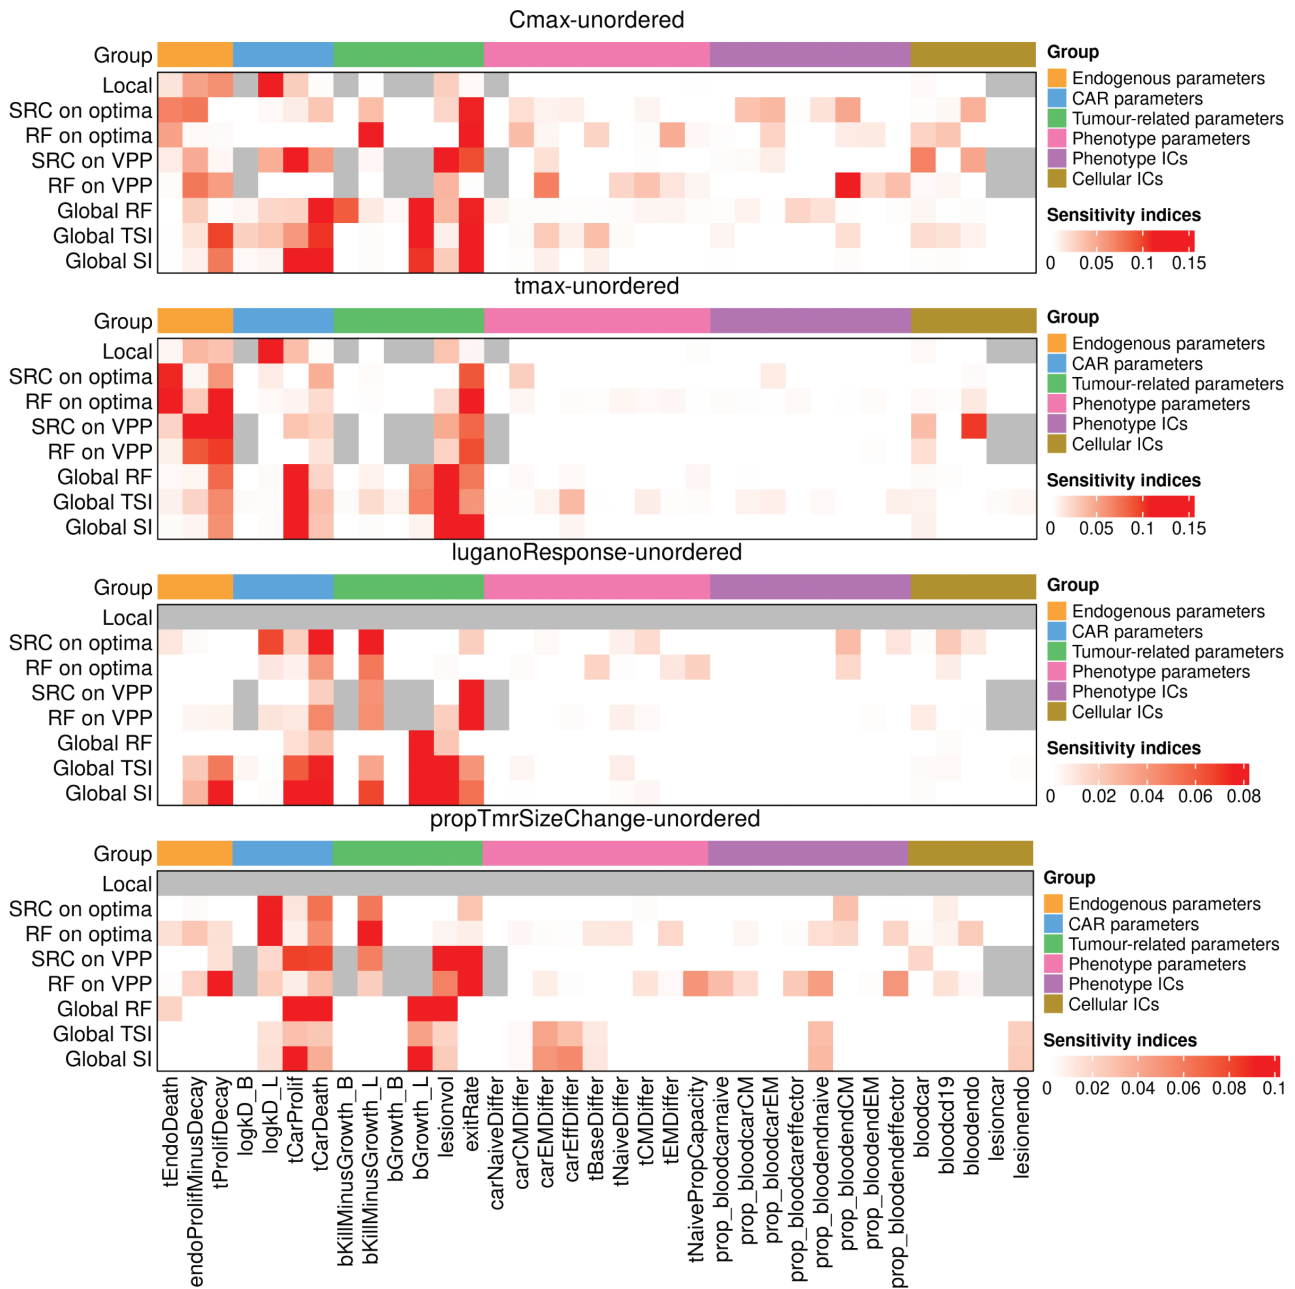 Cmax-unordered
Group
Local
SRC on optima
RF on optima
SRC on VPP
RF on VPP
Global RF
Global TSI
Global SI
Group
Endogenous parameters
CAR parameters
Tumour-related parameters
Phenotype parameters
Phenotype ICs
Cellular ICs
Sensitivity indices
0 0.05 0.1 0.15
tmax-unordered
Group
Local
SRC on optima
RF on optima
SRC on VPP
RF on VPP
Global RF
Global TSI
Global SI
Group
Endogenous parameters
CAR parameters
Tumour-related parameters
Phenotype parameters
Phenotype ICs
Cellular ICs
Sensitivity indices
0 0.05 0.1 0.15
luganoResponse-unordered
Group
Local
SRC on optima
RF on optima
SRC on VPP
RF on VPP
Global RF
Global TSI
Global SI
Group
Endogenous parameters
CAR parameters
Tumour-related parameters
Phenotype parameters
Phenotype ICs
Cellular ICs
Sensitivity indices
0 0.02 0.04 0.06 0.08
propTmrSizeChange-unordered
Group
Local
SRC on optima
RF on optima
SRC on VPP
RF on VPP
Global RF
Global TSI
Global SI
Group
Endogenous parameters
CAR parameters
Tumour-related parameters
Phenotype parameters
Phenotype ICs
Cellular ICs
Sensitivity indices
0 0.02 0.04 0.06 0.08 0.1
tEndoDeath
endoProlifMinusDecay
tProlifDecay
logkD_B
logkD_L
tCarProlif
tCarDeath
bKillMinusGrowth_B
bKillMinusGrowth_L
bGrowth_B
bGrowth_L
lesionvol
exitRate
carNaiveDiffer
carCMDiffer
carEMDiffer
carEffDiffer
tBaseDiffer
tNaiveDiffer
tCMDiffer
tEMDiffer
tNaivePropCapacity
prop_bloodcarnaive
prop_bloodcarCM
prop_bloodcarEM
prop_bloodcareffector
prop_bloodendnaive
prop_bloodendCM
prop_bloodendEM
prop_bloodendeffector
bloodcar
bloodcd19
bloodendo
lesioncar
lesionendo